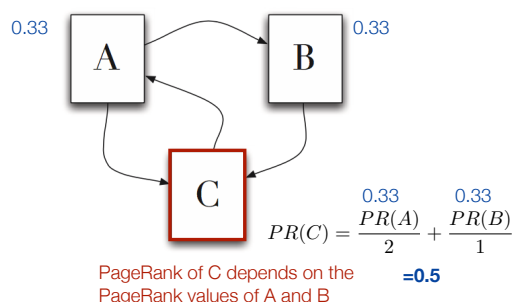 0.33
A
B
0.33
C
0.33 0.33
PR(C) = PR(A)/2 + PR(B)/1
PageRank of C depends on the
=0.5
PageRank values of A and B